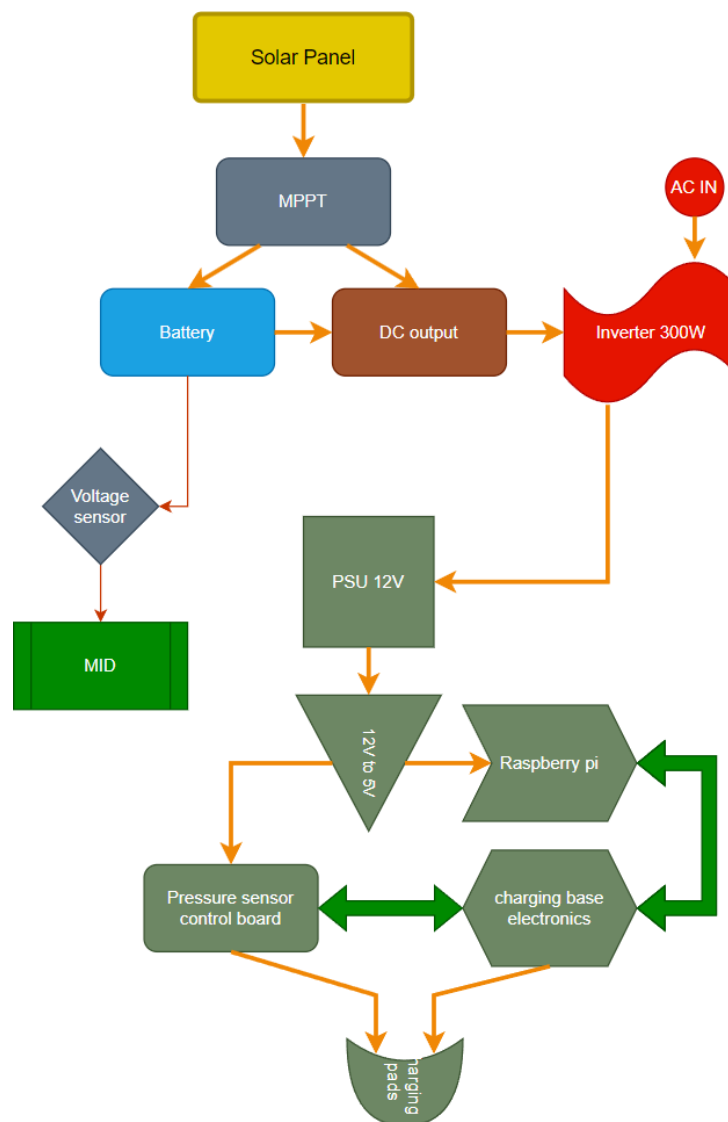 Solar Panel
MPPT
AC IN
Battery
DC output
Inverter 300W
Voltage
sensor
PSU 12V
MID
12V to 5V
Raspberry pi
Pressure sensor
control board
charging base
electronics
harging
pads